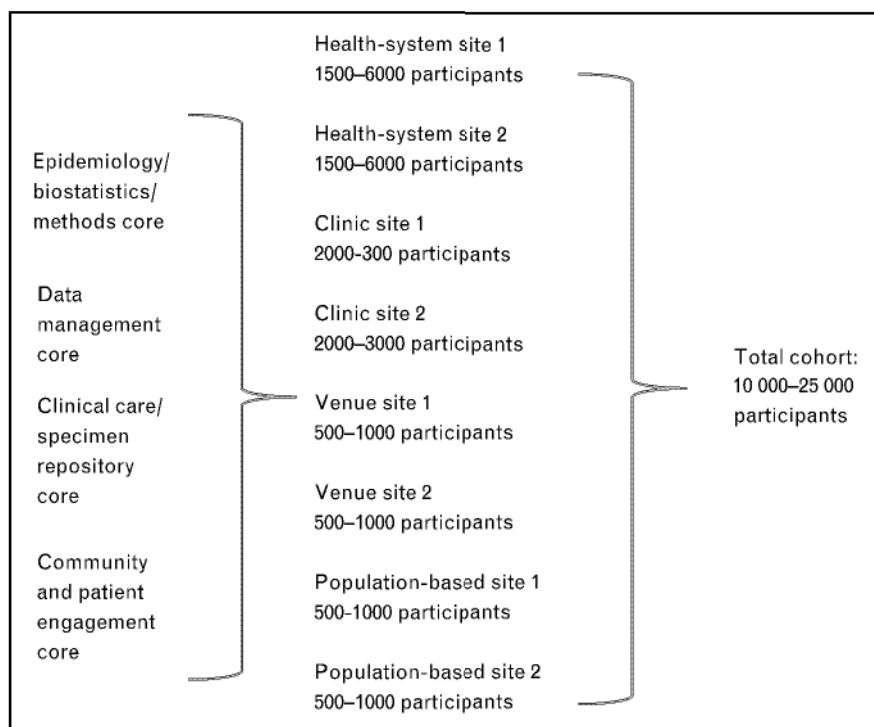 Epidemiology/
biostatistics/
methods core
Data
management
core
Clinical care/
specimen
repository
core
Community
and patient
engagement
core
Health-system site 1
1500–6000 participants
Health-system site 2
1500–6000 participants
Clinic site 1
2000-300 participants
Clinic site 2
2000–3000 participants
Venue site 1
500–1000 participants
Venue site 2
500–1000 participants
Population-based site 1
500-1000 participants
Population-based site 2
500–1000 participants
Total cohort:
10 000–25 000
participants